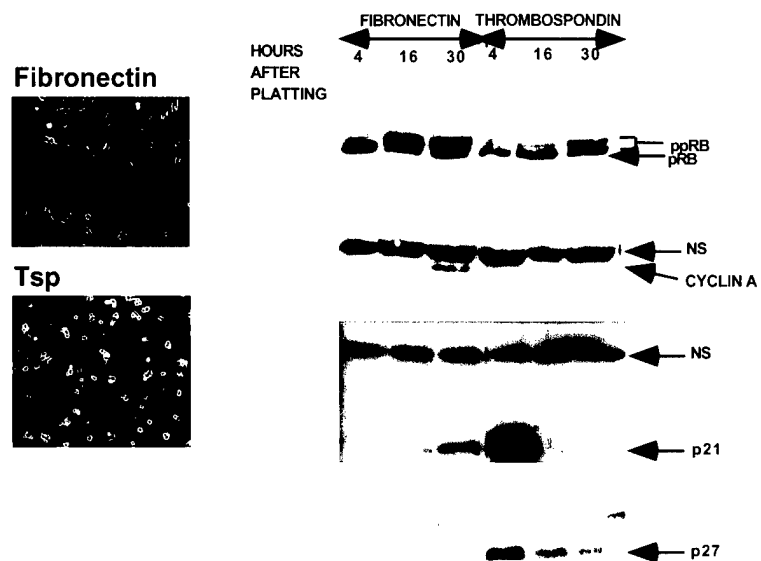 Fibronectin
Tsp
FIBRONECTIN THROMBOSPONDIN
HOURS AFTER PLATTING
4 16 30 4 16 30
ppRB
pRB
NS
CYCLIN A
NS
p21
p27